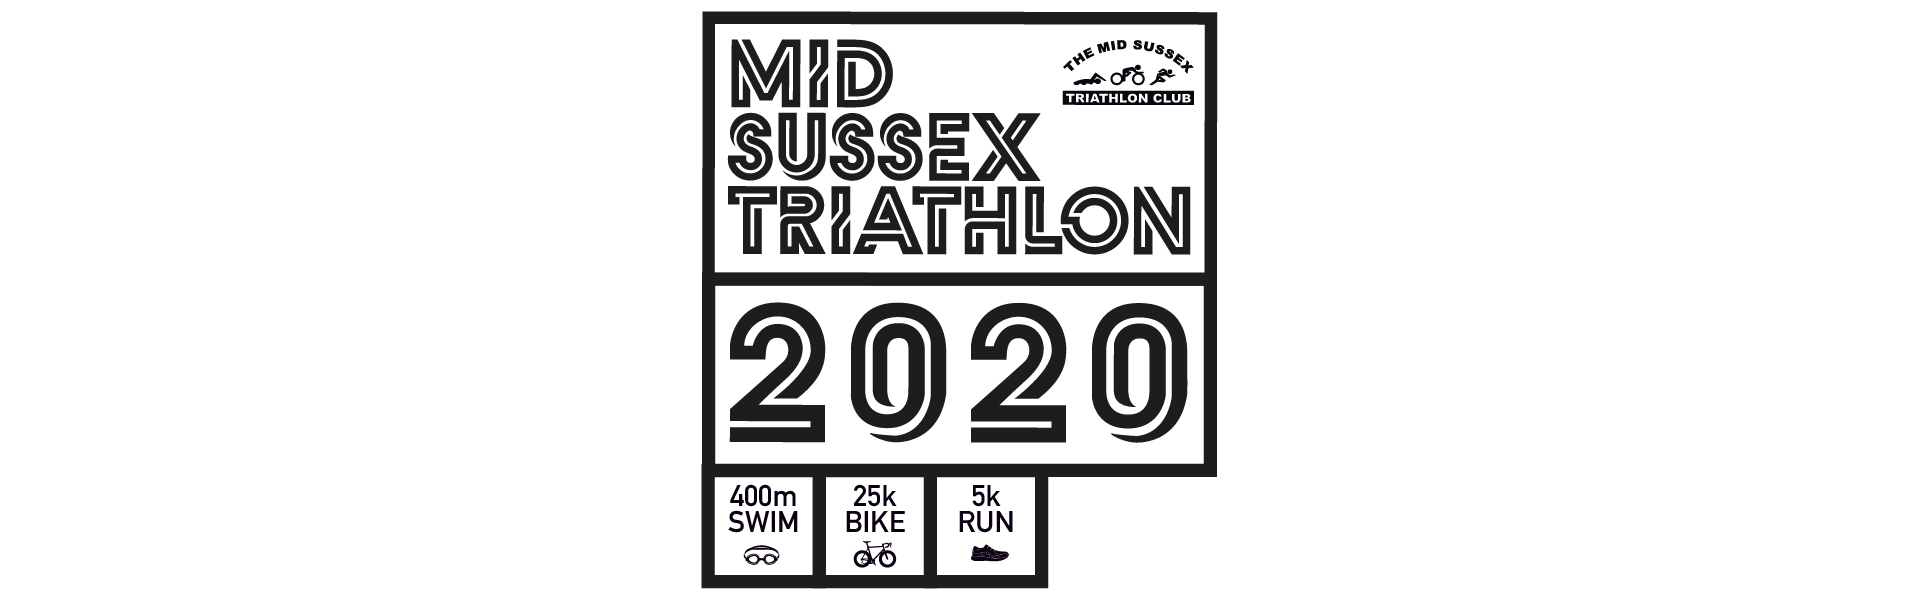 MID
SUSSEX
TRIATHLON
THE MID SUSSEX
TRIATHLON CLUB
2020
400m
SWIM
25k
BIKE
5k
RUN